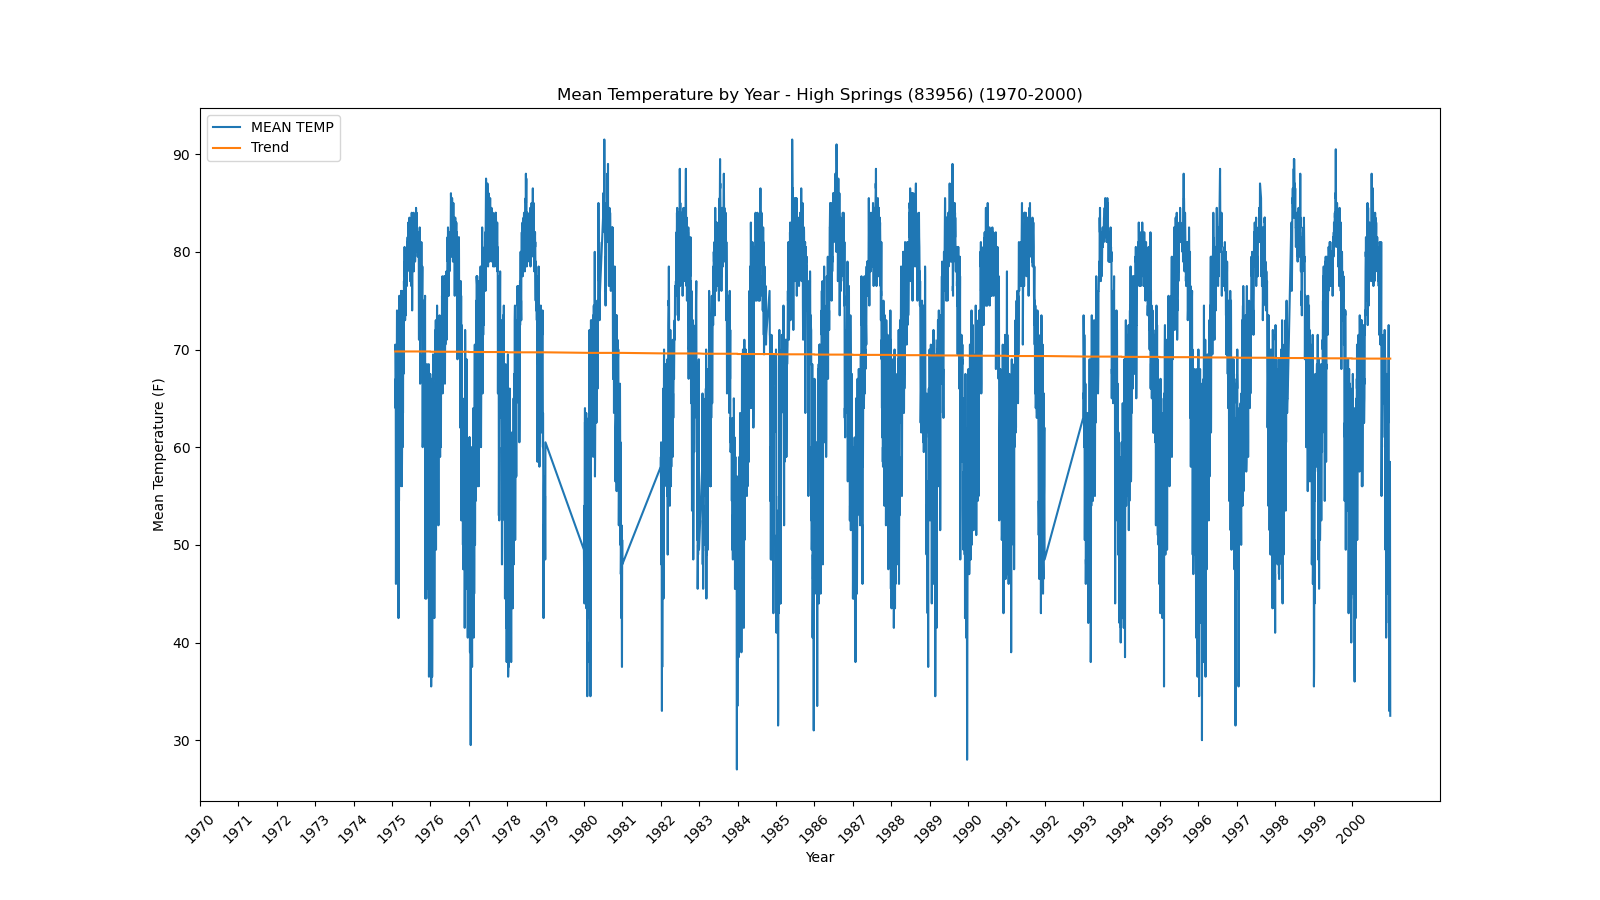 Mean Temperature by Year - High Springs (83956) (1970-2000)
MEAN TEMP
Trend
90
80
70
60
50
40
30
Mean Temperature (F)
1970 1971 1972 1973 1974 1975 1976 1977 1978 1979 1980 1981 1982 1983 1984 1985 1986 1987 1988 1989 1990 1991 1992 1993 1994 1995 1996 1997 1998 1999 2000
Year